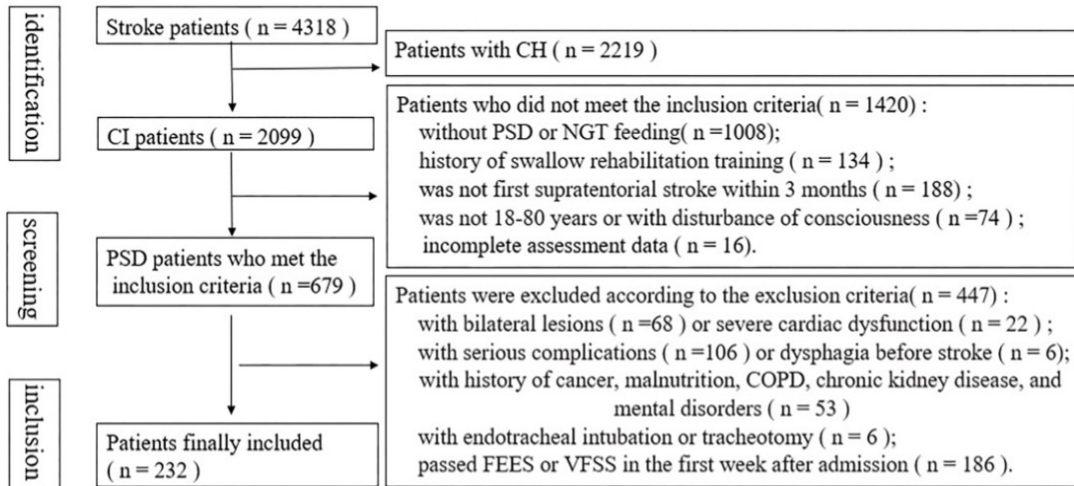 identification
Stroke patients ( n = 4318 )
Patients with CH ( n = 2219 )
CI patients ( n = 2099 )
Patients who did not meet the inclusion criteria( n = 1420) :
without PSD or NGT feeding( n =1008);
history of swallow rehabilitation training ( n = 134 ) ;
was not first supratentorial stroke within 3 months ( n = 188) ;
was not 18-80 years or with disturbance of consciousness ( n =74 ) ;
incomplete assessment data ( n = 16).
screening
PSD patients who met the
inclusion criteria ( n =679 )
Patients were excluded according to the exclusion criteria( n = 447) :
with bilateral lesions ( n =68 ) or severe cardiac dysfunction ( n = 22 ) ;
with serious complications ( n =106 ) or dysphagia before stroke ( n = 6);
with history of cancer, malnutrition, COPD, chronic kidney disease, and
mental disorders ( n = 53 )
with endotracheal intubation or tracheotomy ( n = 6 ) ;
passed FEES or VFSS in the first week after admission ( n = 186 ) .
inclusion
Patients finally included
( n = 232 )